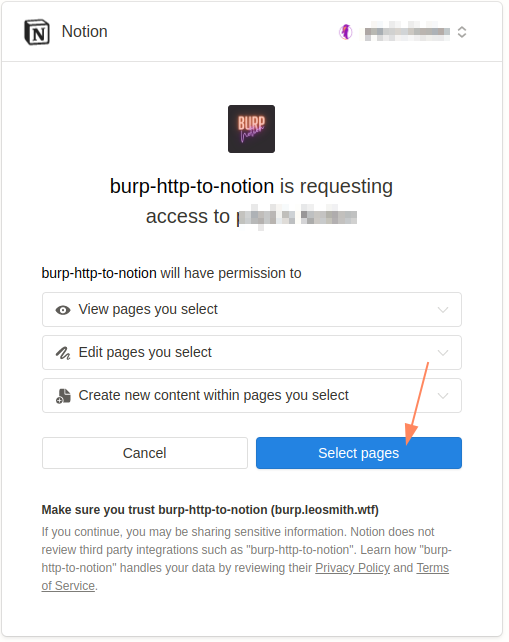 Notion
BURP
notion
burp-http-to-notion is requesting
access to
burp-http-to-notion will have permission to
View pages you select
Edit pages you select
Create new content within pages you select
Cancel
Select pages
Make sure you trust burp-http-to-notion (burp.leosmith.wtf)
If you continue, you may be sharing sensitive information. Notion does not
review third party integrations such as "burp-http-to-notion". Learn how "burp-
http-to-notion" handles your data by reviewing their Privacy Policy and Terms
of Service.